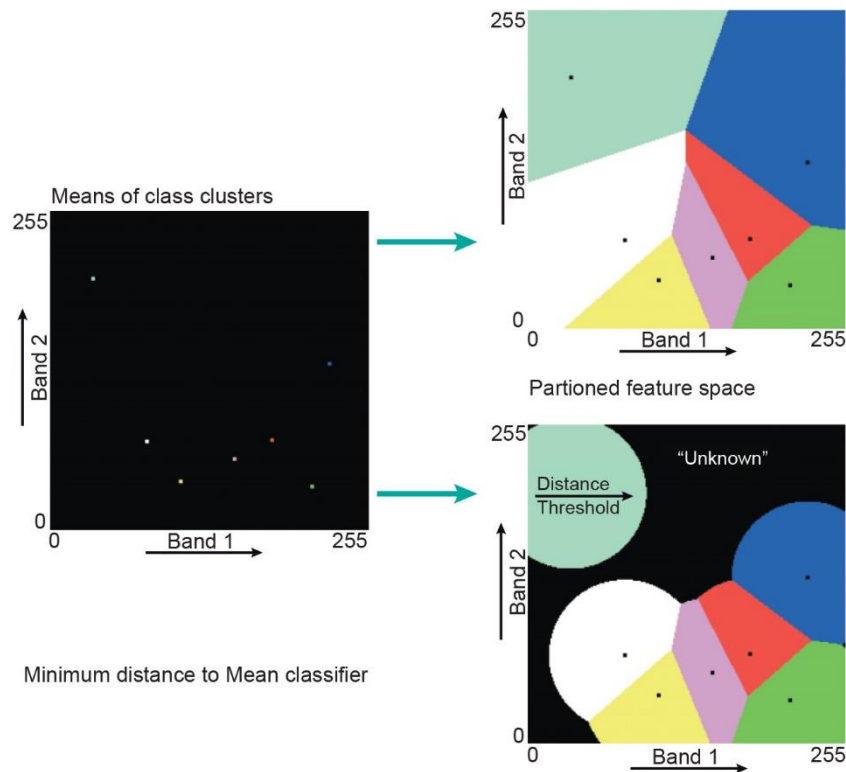 Means of class clusters
255
Band 2
0
0
Band 1
255
Minimum distance to Mean classifier
255
Band 2
0
0
Band 1
255
Partioned feature space
255
"Unknown"
Distance
Threshold
Band 2
0
0
Band 1
255